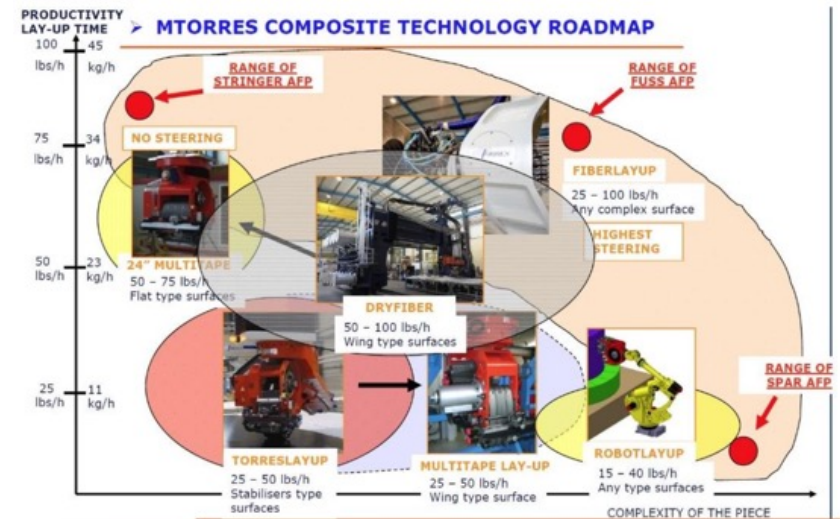 PRODUCTIVITY
LAY-UP TIME
➢ MTORRES COMPOSITE TECHNOLOGY ROADMAP
100 lbs/h
45 kg/h
RANGE OF
STRINGER AFP
RANGE OF
FUSS AFP
75 lbs/h
34 kg/h
NO STEERING
FIBERLAYUP
25 – 100 lbs/h
Any complex surface
HIGHEST
STEERING
50 lbs/h
23 kg/h
24" MULTITAPE
50 – 75 lbs/h
Flat type surfaces
DRYFIBER
50 – 100 lbs/h
Wing type surfaces
25 lbs/h
11 kg/h
RANGE OF
SPAR AFP
TORRESLAYUP
25 – 50 lbs/h
Stabilisers type
surfaces
MULTITAPE LAY-UP
25 – 50 lbs/h
Wing type surface
ROBOTLAYUP
15 – 40 lbs/h
Any type surfaces
COMPLEXITY OF THE PIECE